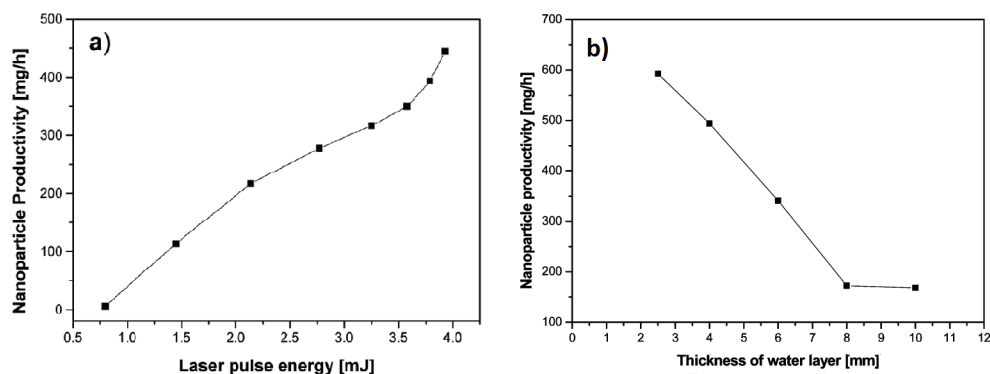 a)
Nanoparticle Productivity [mg/h]
500
400
300
200
100
0
0.5 1.0 1.5 2.0 2.5 3.0 3.5 4.0
Laser pulse energy [mJ]
b)
Nanoparticle productivity [mg/h]
700
600
500
400
300
200
100
0 1 2 3 4 5 6 7 8 9 10 11 12
Thickness of water layer [mm]